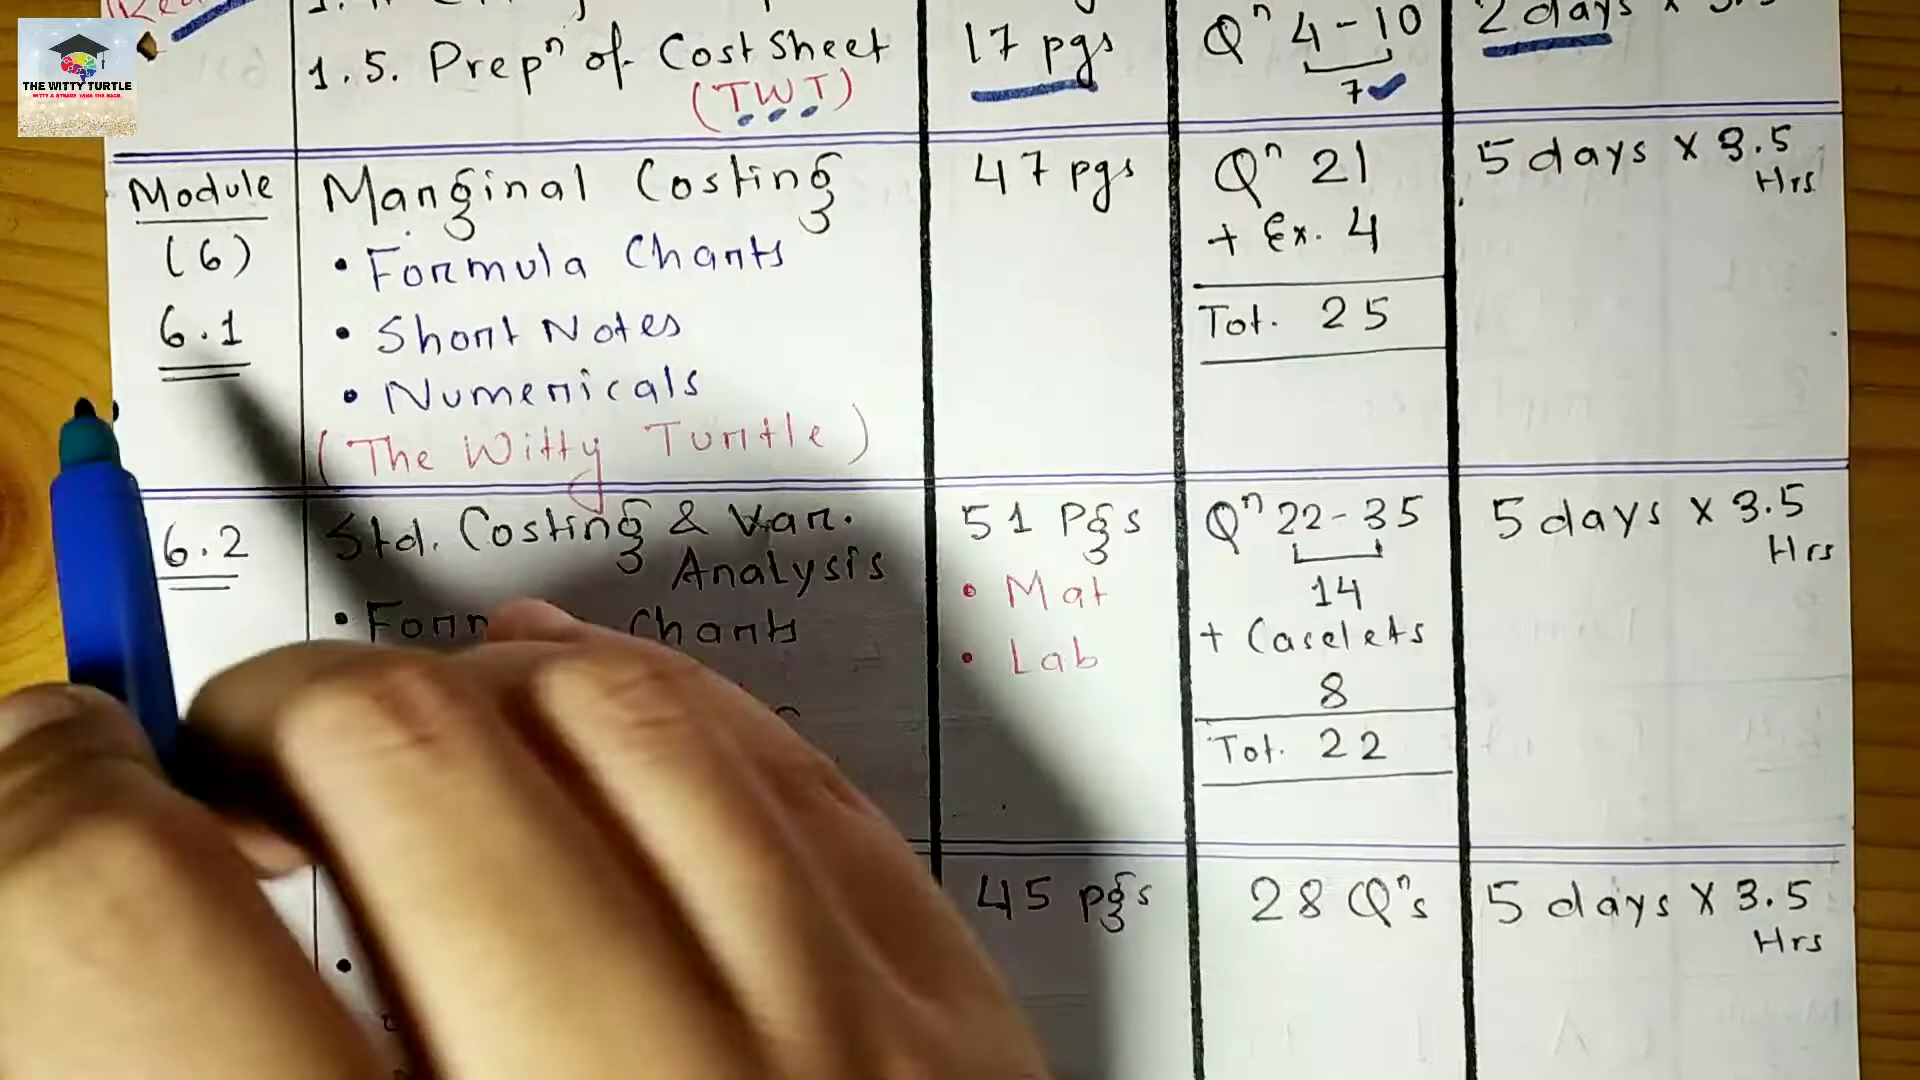 THE WITTY TURTLE
1.5. Prepⁿ of Cost Sheet
(TWT)
17 pgs
Qⁿ 4-10
7
2 days x
Module
(6)
6.1
Marginal Costing
• Formula Charts
• Short Notes
• Numericals
(The Witty Turtle)
47 pgs
Qⁿ 21
+ Ex. 4
Tot. 25
5 days x 3.5
Hrs
6.2
Std. Costing & Var.
Analysis
Charts
51 Pgs
• Mat
• Lab
Qⁿ 22-35
14
+ Caselets
8
Tot. 22
5 days x 3.5
Hrs
45 pgs
28 Qⁿs
5 days x 3.5
Hrs